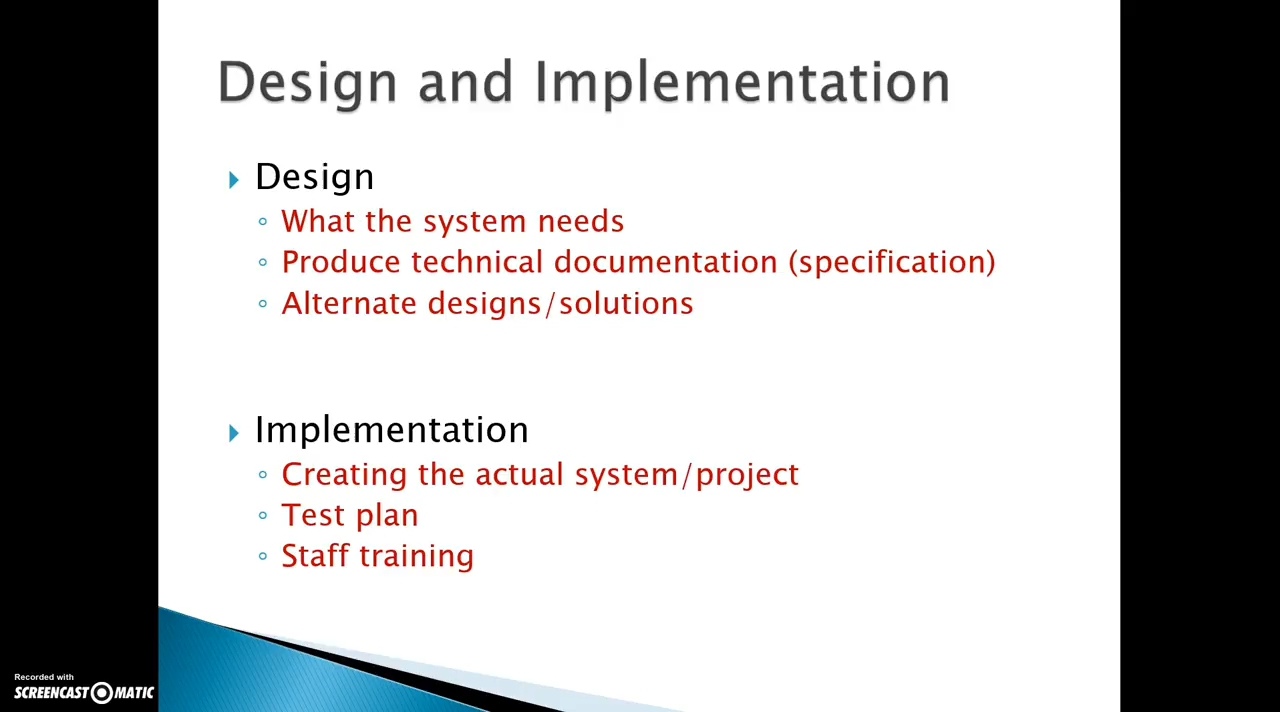 Design and Implementation
Design
What the system needs
Produce technical documentation (specification)
Alternate designs/solutions
Implementation
Creating the actual system/project
Test plan
Staff training
Recorded with
SCREENCAST MATIC